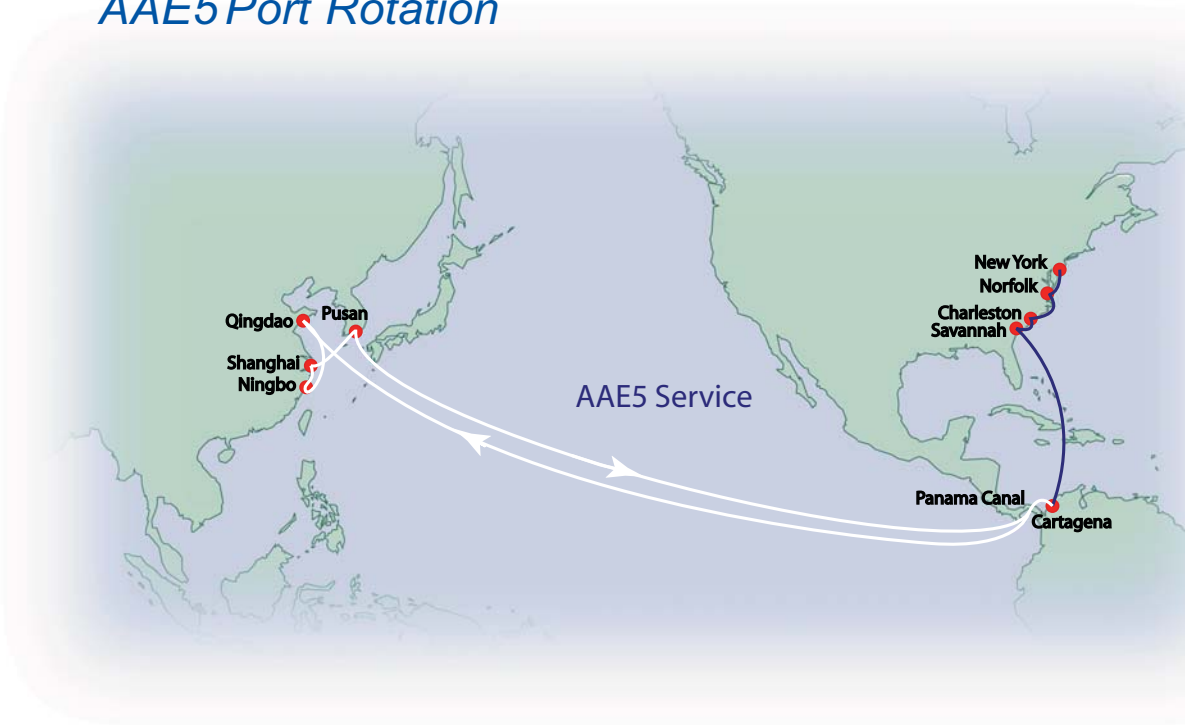 AAE5 Port Rotation
New York
Norfolk
Charleston
Savannah
Qingdao
Pusan
Shanghai
Ningbo
AAE5 Service
Panama Canal
Cartagena